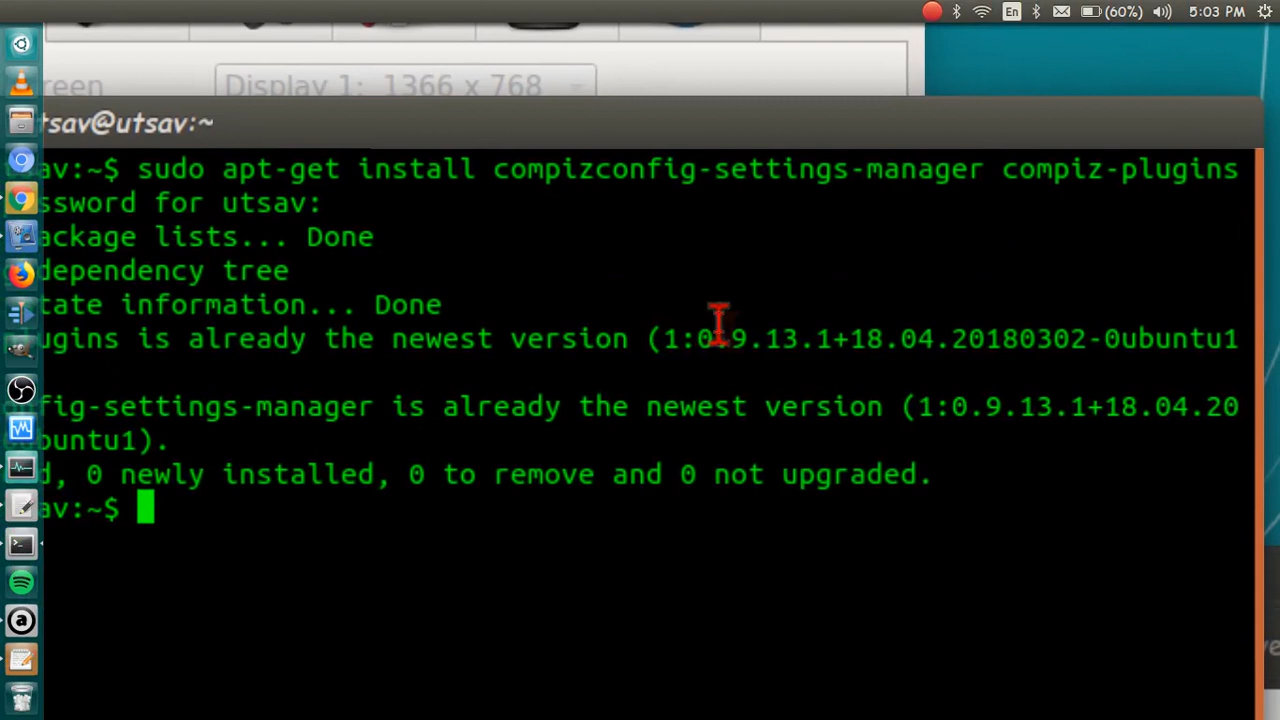 En
(60%)
5:03 PM
reen
Display 1: 1366 x 768
tsav@utsav:~
av:~$ sudo apt-get install compizconfig-settings-manager compiz-plugins
ssword for utsav:
ackage lists... Done
dependency tree
tate information... Done
ugins is already the newest version (1:0.9.13.1+18.04.20180302-0ubuntu1
fig-settings-manager is already the newest version (1:0.9.13.1+18.04.20
buntu1).
d, 0 newly installed, 0 to remove and 0 not upgraded.
av:~$